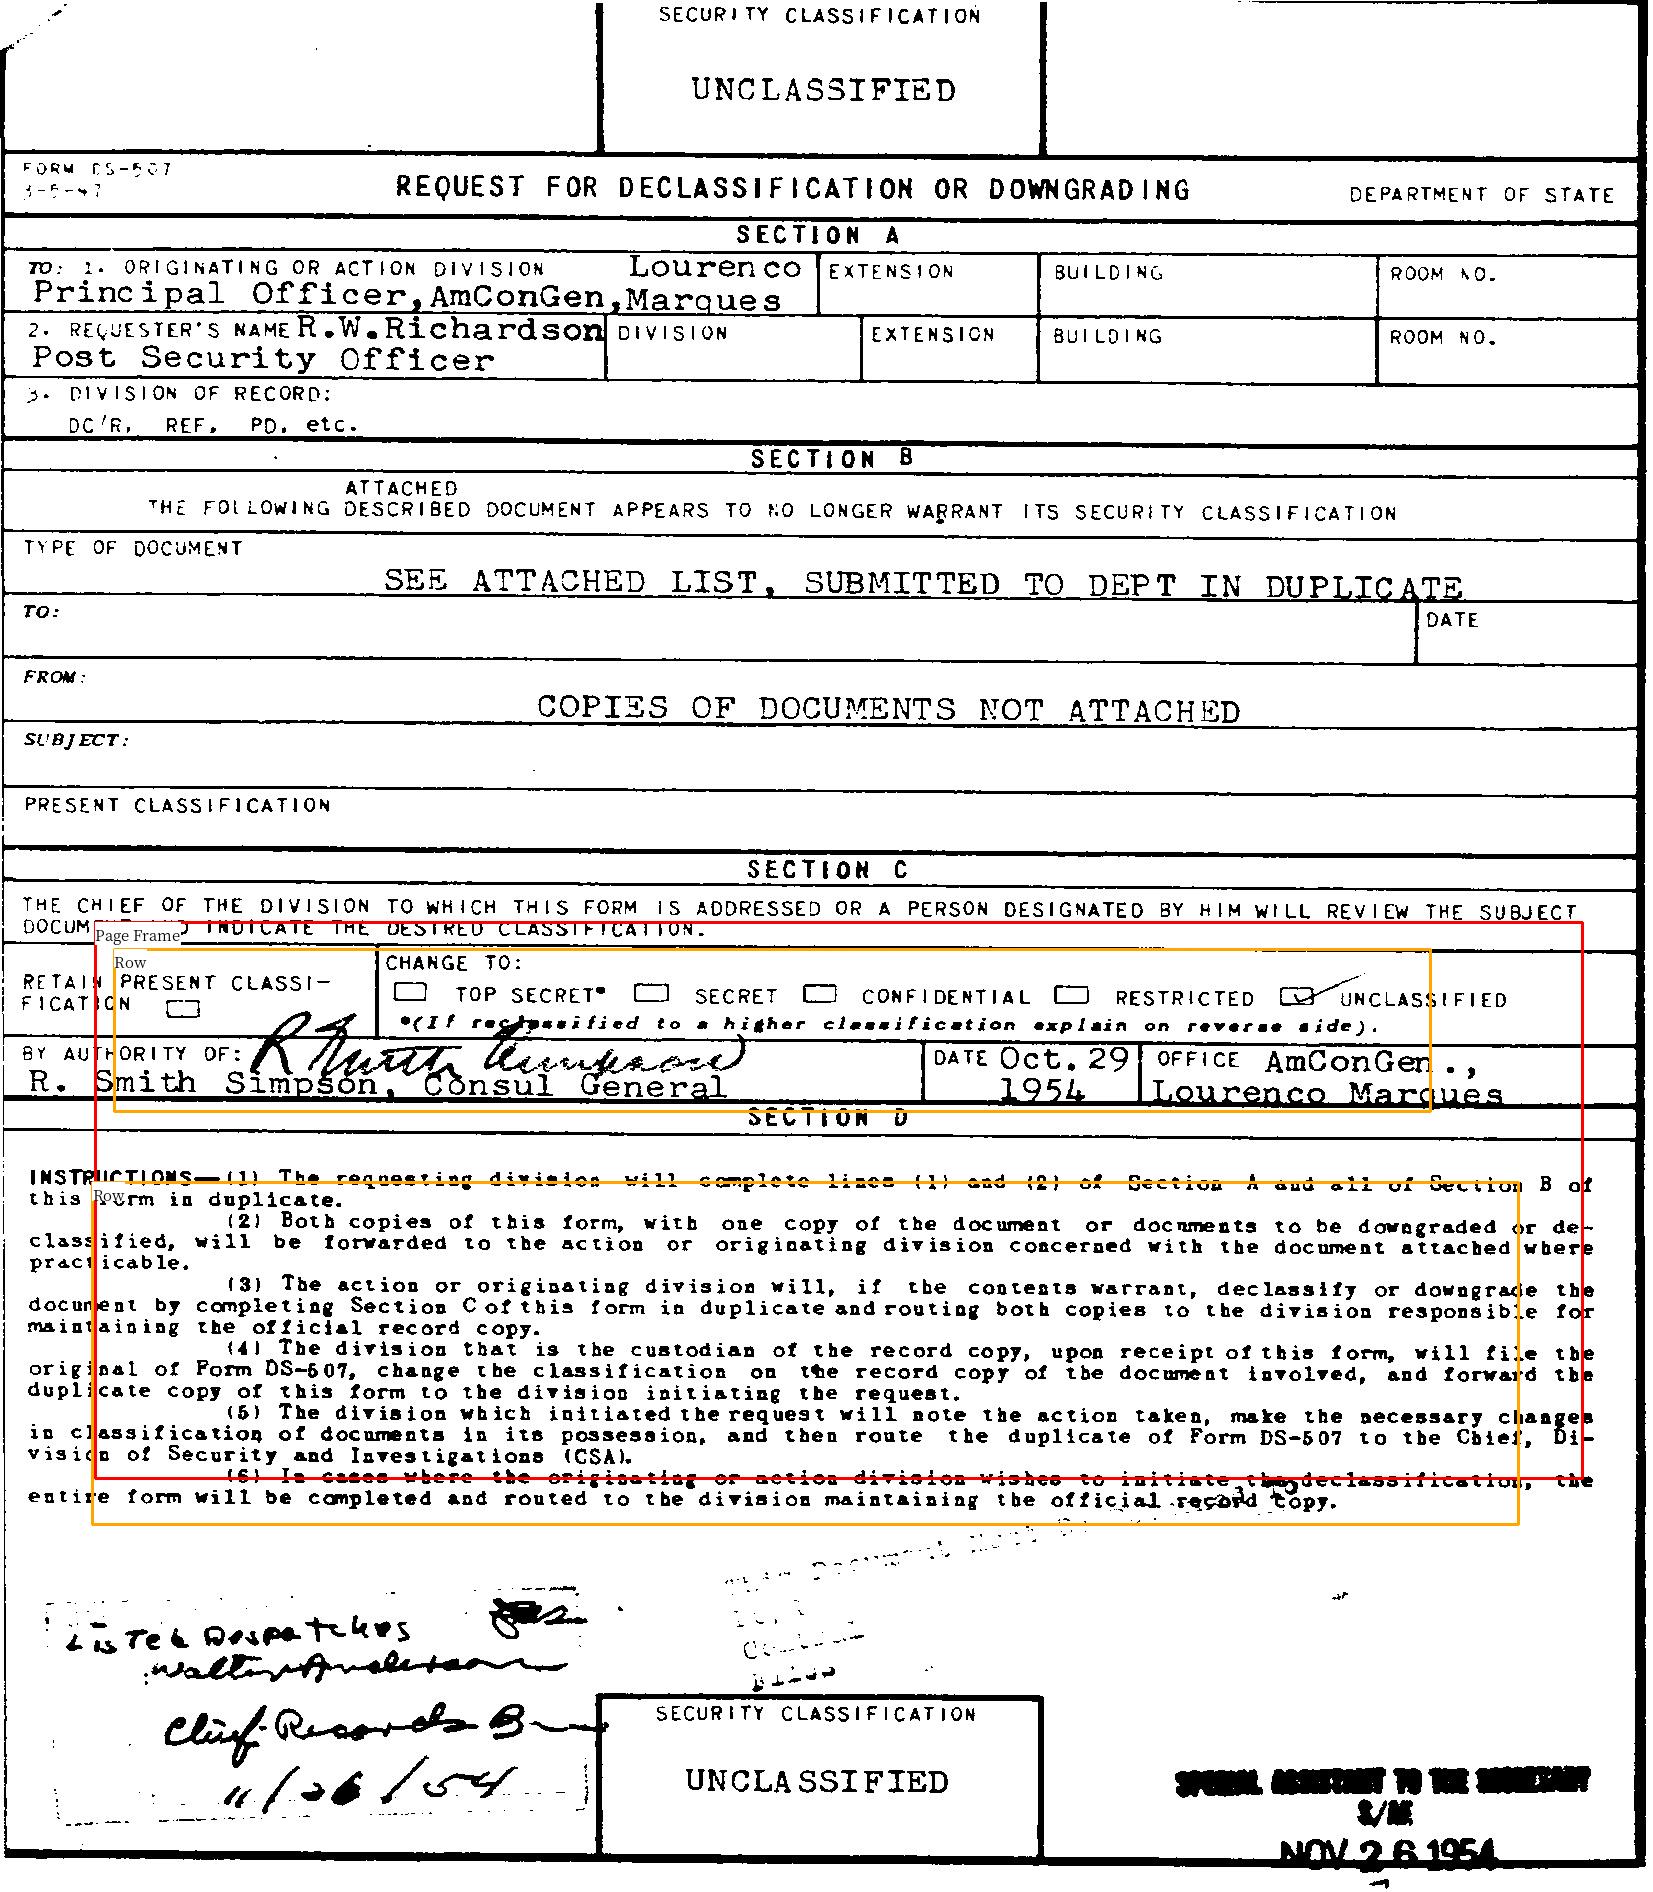 SECURITY CLASSIFICATION
UNCLASSIFIED
FORM DS-507
3-5-47
REQUEST FOR DECLASSIFICATION OR DOWNGRADING
DEPARTMENT OF STATE
SECTION A
TO: 1. ORIGINATING OR ACTION DIVISION Lourenco
Principal Officer, AmConGen, Marques
EXTENSION
BUILDING
ROOM NO.
2. REQUESTER'S NAME R.W.Richardson
Post Security Officer
DIVISION
EXTENSION
BUILDING
ROOM NO.
3. DIVISION OF RECORD:
DC/R, REF, PD, etc.
SECTION B
ATTACHED
THE FOLLOWING DESCRIBED DOCUMENT APPEARS TO NO LONGER WARRANT ITS SECURITY CLASSIFICATION
TYPE OF DOCUMENT
SEE ATTACHED LIST, SUBMITTED TO DEPT IN DUPLICATE
TO:
DATE
FROM:
COPIES OF DOCUMENTS NOT ATTACHED
SUBJECT:
PRESENT CLASSIFICATION
SECTION C
THE CHIEF OF THE DIVISION TO WHICH THIS FORM IS ADDRESSED OR A PERSON DESIGNATED BY HIM WILL REVIEW THE SUBJECT
INDICATE THE DESIRED CLASSIFICATION.
Page Frame
Row
RETAIN PRESENT CLASSI-
FICATION
CHANGE TO:
TOP SECRET* SECRET CONFIDENTIAL RESTRICTED UNCLASSIFIED
*(If reclassified to a higher classification explain on reverse side).
BY AUTHORITY OF:
R. Smith Simpson
R. Smith Simpson, Consul General
DATE Oct. 29
1954
OFFICE AmConGen.,
Lourenco Marques
SECTION D
INSTRUCTIONS—(1) The requesting division will complete lines (1) and (2) of Section A and all of Section B of
Row
this form in duplicate.
(2) Both copies of this form, with one copy of the document or documents to be downgraded or de-
classified, will be forwarded to the action or originating division concerned with the document attached where
practicable.
(3) The action or originating division will, if the contents warrant, declassify or downgrade the
document by completing Section C of this form in duplicate and routing both copies to the division responsible for
maintaining the official record copy.
(4) The division that is the custodian of the record copy, upon receipt of this form, will file the
original of Form DS-507, change the classification on the record copy of the document involved, and forward the
duplicate copy of this form to the division initiating the request.
(5) The division which initiated the request will note the action taken, make the necessary changes
in classification of documents in its possession, and then route the duplicate of Form DS-507 to the Chief, Di-
vision of Security and Investigations (CSA).
(6) In cases where the originating or action division wishes to initiate the declassification, the
entire form will be completed and routed to the division maintaining the official record copy.
Document Must
Listed Despatches
Walter Anderson
Chief Records B
11/26/54
SECURITY CLASSIFICATION
UNCLASSIFIED
SPECIAL ASSISTANT TO THE SECRETARY
NOV 26 1954